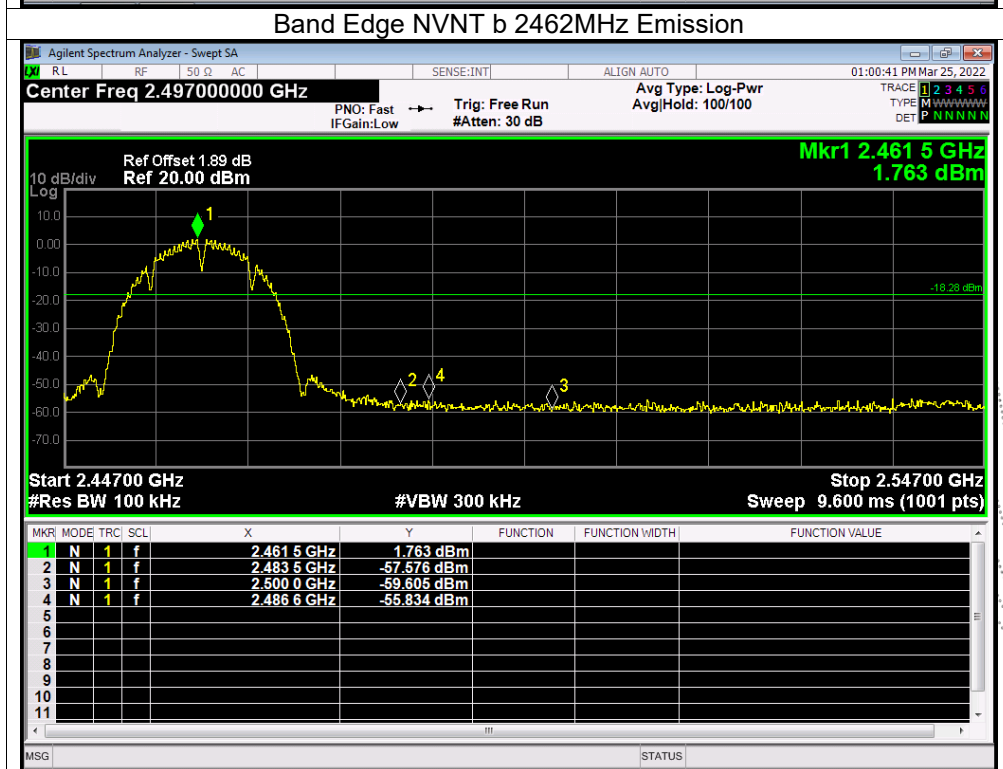 Band Edge NVNT b 2462MHz Emission
Agilent Spectrum Analyzer - Swept SA
LXI RL RF 50 Ω AC SENSE:INT ALIGN AUTO 01:00:41 PM Mar 25, 2022
Center Freq 2.497000000 GHz Avg Type: Log-Pwr TRACE 1 2 3 4 5 6
PNO: Fast Trig: Free Run Avg|Hold: 100/100 TYPE M WWWWW
IFGain:Low #Atten: 30 dB DET P N N N N N
Mkr1 2.461 5 GHz
Ref Offset 1.89 dB
10 dB/div Ref 20.00 dBm 1.763 dBm
Log
10.0
1
0.00
-10.0
-18.28 dBm
-20.0
-30.0
-40.0
-50.0
2 4 3
-60.0
-70.0
Start 2.44700 GHz Stop 2.54700 GHz
#Res BW 100 kHz #VBW 300 kHz Sweep 9.600 ms (1001 pts)
MKR MODE TRC SCL X Y FUNCTION FUNCTION WIDTH FUNCTION VALUE
1 N 1 f 2.461 5 GHz 1.763 dBm
2 N 1 f 2.483 5 GHz -57.576 dBm
3 N 1 f 2.500 0 GHz -59.605 dBm
4 N 1 f 2.486 6 GHz -55.834 dBm
5
6
7
8
9
10
11
MSG STATUS